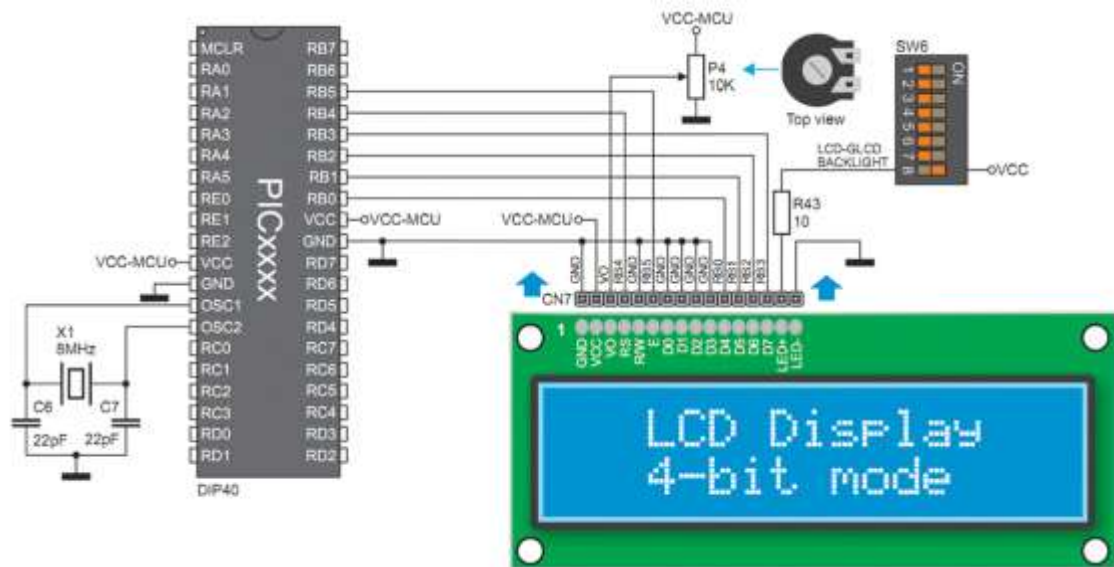 VCC-MCU
P4
10K
Top view
SW6
ON
1
2
3
4
5
6
7
8
LCD-GLCD
BACKLIGHT
VCC
R43
10
MCLR
RA0
RA1
RA2
RA3
RA4
RA5
RE0
RE1
RE2
VCC
GND
OSC1
OSC2
RC0
RC1
RC2
RC3
RD0
RD1
PICxxxx
RB7
RB6
RB5
RB4
RB3
RB2
RB1
RB0
VCC
GND
RD7
RD6
RD5
RD4
RC7
RC6
RC5
RC4
RD3
RD2
DIP40
VCC-MCU
VCC-MCU
VCC-MCU
X1
8MHz
C6
C7
22pF
22pF
CN7
GND
VO
RB4
GND
RB5
GND
GND
GND
GND
RB0
RB1
RB2
RB3
1
GND
VCC
VO
RS
R/W
E
D0
D1
D2
D3
D4
D5
D6
D7
LED+
LED-
LCD Display
4-bit mode